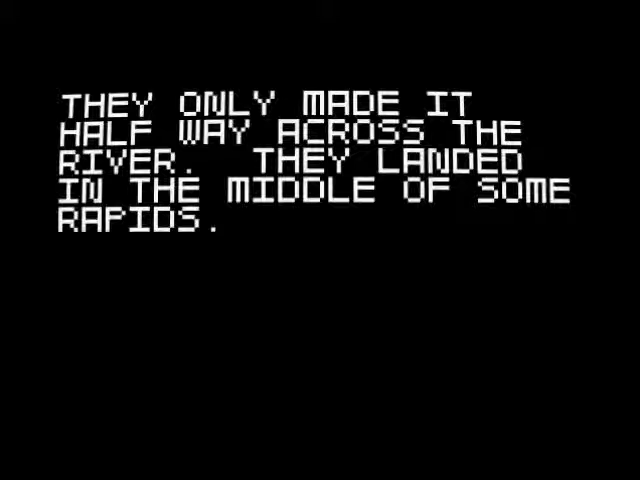 THEY ONLY MADE IT
HALF WAY ACROSS THE
RIVER.  THEY LANDED
IN THE MIDDLE OF SOME
RAPIDS.